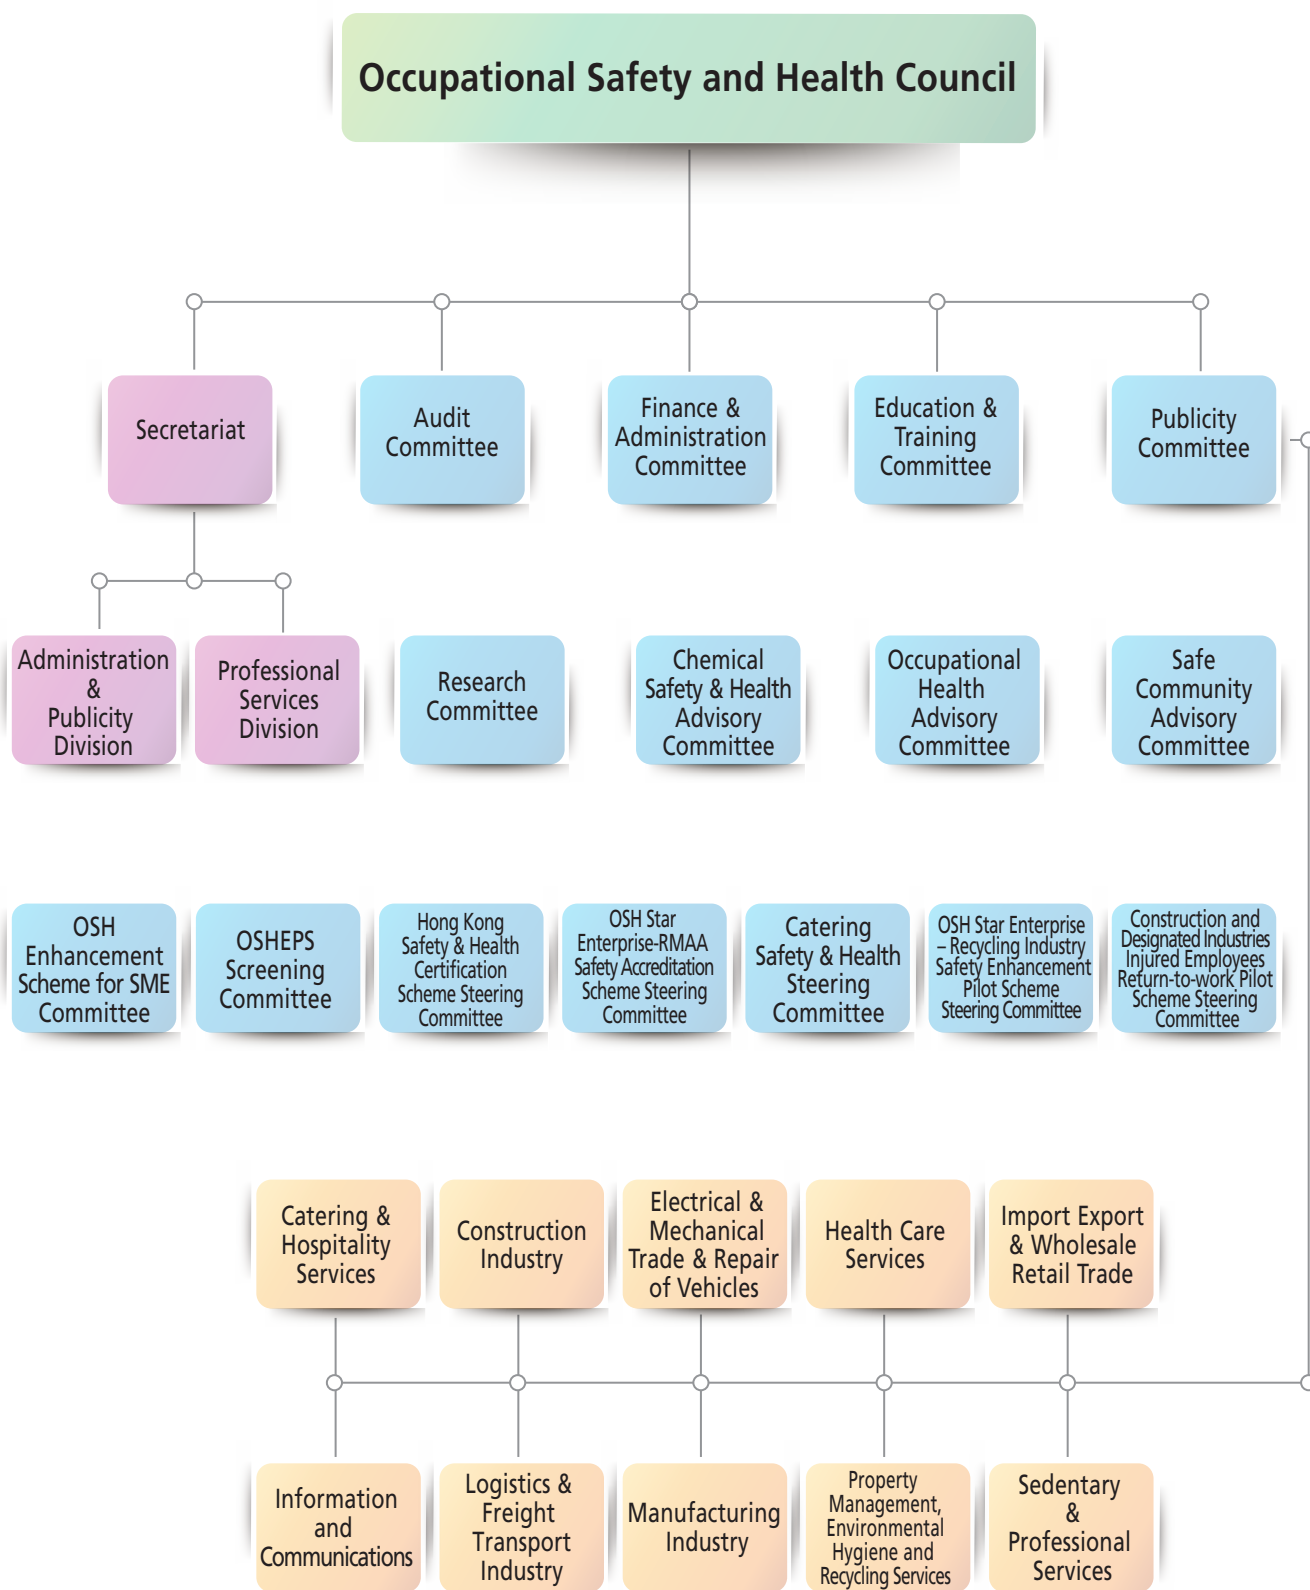 Occupational Safety and Health Council
Secretariat
Audit
Committee
Finance &
Administration
Committee
Education &
Training
Committee
Publicity
Committee
Administration
&
Publicity
Division
Professional
Services
Division
Research
Committee
Chemical
Safety & Health
Advisory
Committee
Occupational
Health
Advisory
Committee
Safe
Community
Advisory
Committee
OSH
Enhancement
Scheme for SME
Committee
OSHEPS
Screening
Committee
Hong Kong
Safety & Health
Certification
Scheme Steering
Committee
OSH Star
Enterprise-RMAA
Safety Accreditation
Scheme Steering
Committee
Catering
Safety & Health
Steering
Committee
OSH Star Enterprise
– Recycling Industry
Safety Enhancement
Pilot Scheme
Steering Committee
Construction and
Designated Industries
Injured Employees
Return-to-work Pilot
Scheme Steering
Committee
Catering &
Hospitality
Services
Construction
Industry
Electrical &
Mechanical
Trade & Repair
of Vehicles
Health Care
Services
Import Export
& Wholesale
Retail Trade
Information
and
Communications
Logistics &
Freight
Transport
Industry
Manufacturing
Industry
Property
Management,
Environmental
Hygiene and
Recycling Services
Sedentary
&
Professional
Services